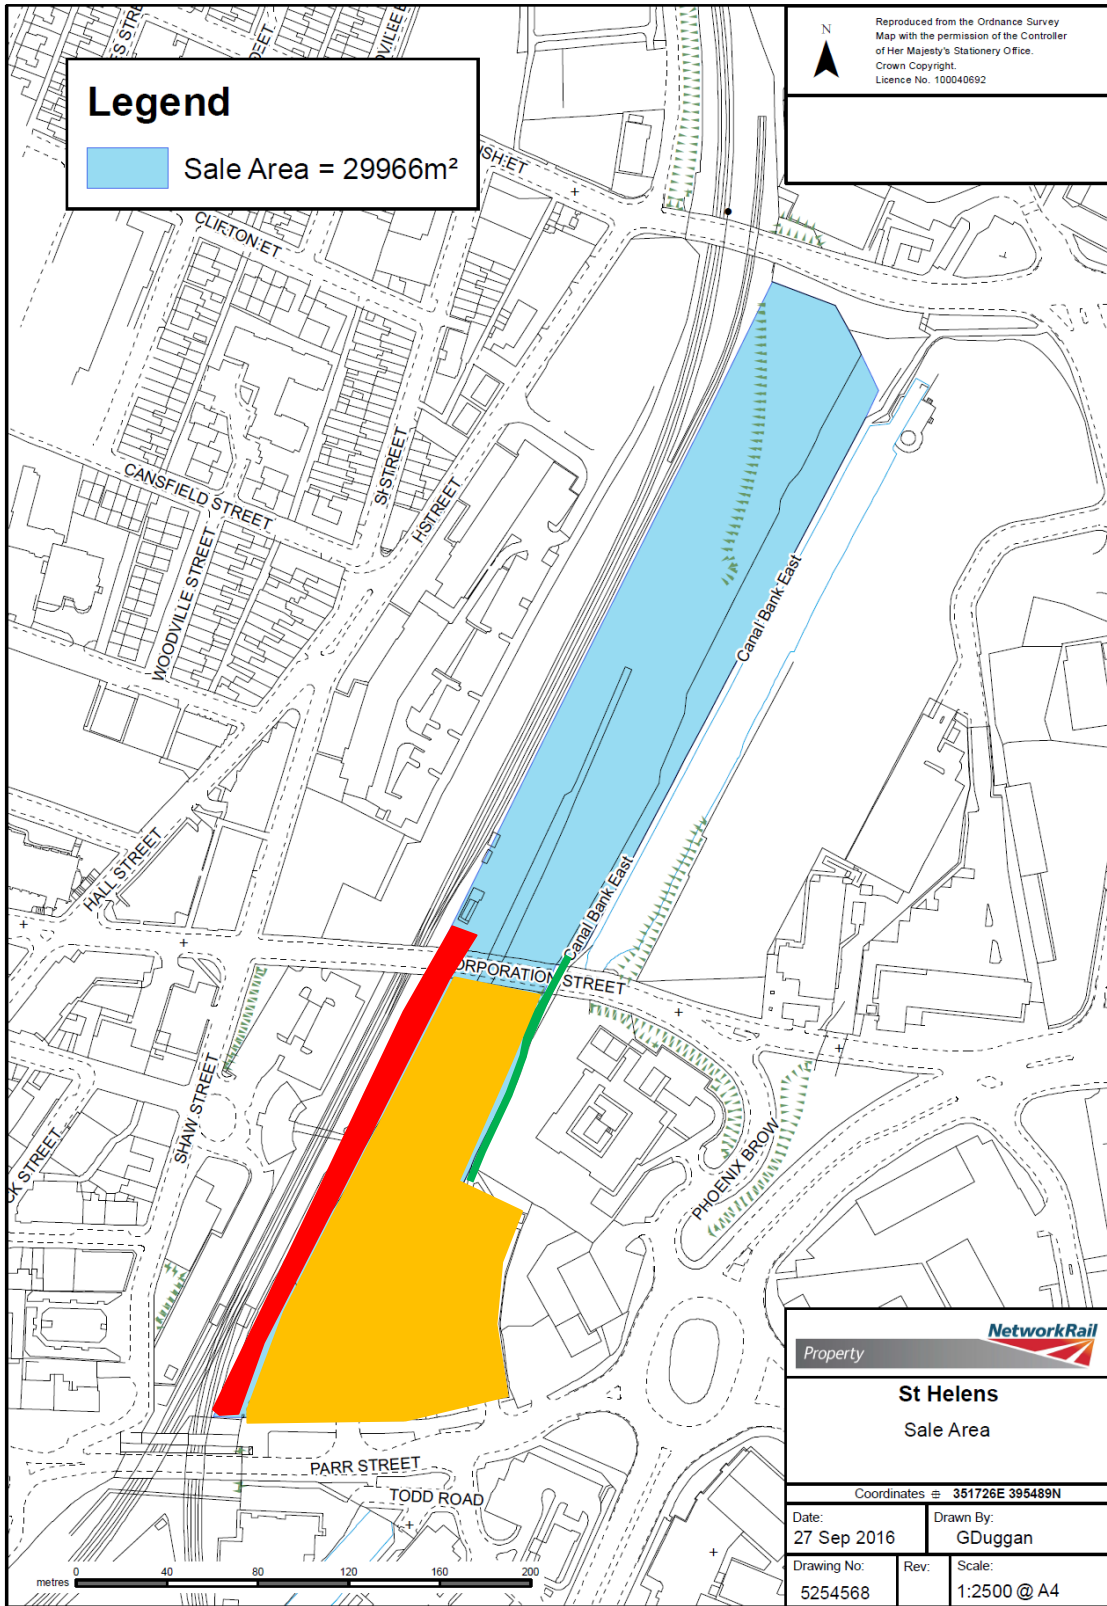 Legend
Sale Area = 29966m²
N
Reproduced from the Ordnance Survey
Map with the permission of the Controller
of Her Majesty's Stationery Office.
Crown Copyright.
Licence No. 100040692
CLIFTON
ET
CANSFIELD STREET
STREET
STREET
WOODVILLE STREET
HALL STREET
Canal Bank East
Canal Bank East
ORPORATION STREET
SHAW STREET
CK STREET
PHOENIX BROW
PARR STREET
TODD ROAD
metres 0 40 80 120 160 200
NetworkRail
Property
St Helens
Sale Area
Coordinates 351726E 395489N
Date:
27 Sep 2016
Drawn By:
GDuggan
Drawing No:
5254568
Rev:
Scale:
1:2500 @ A4